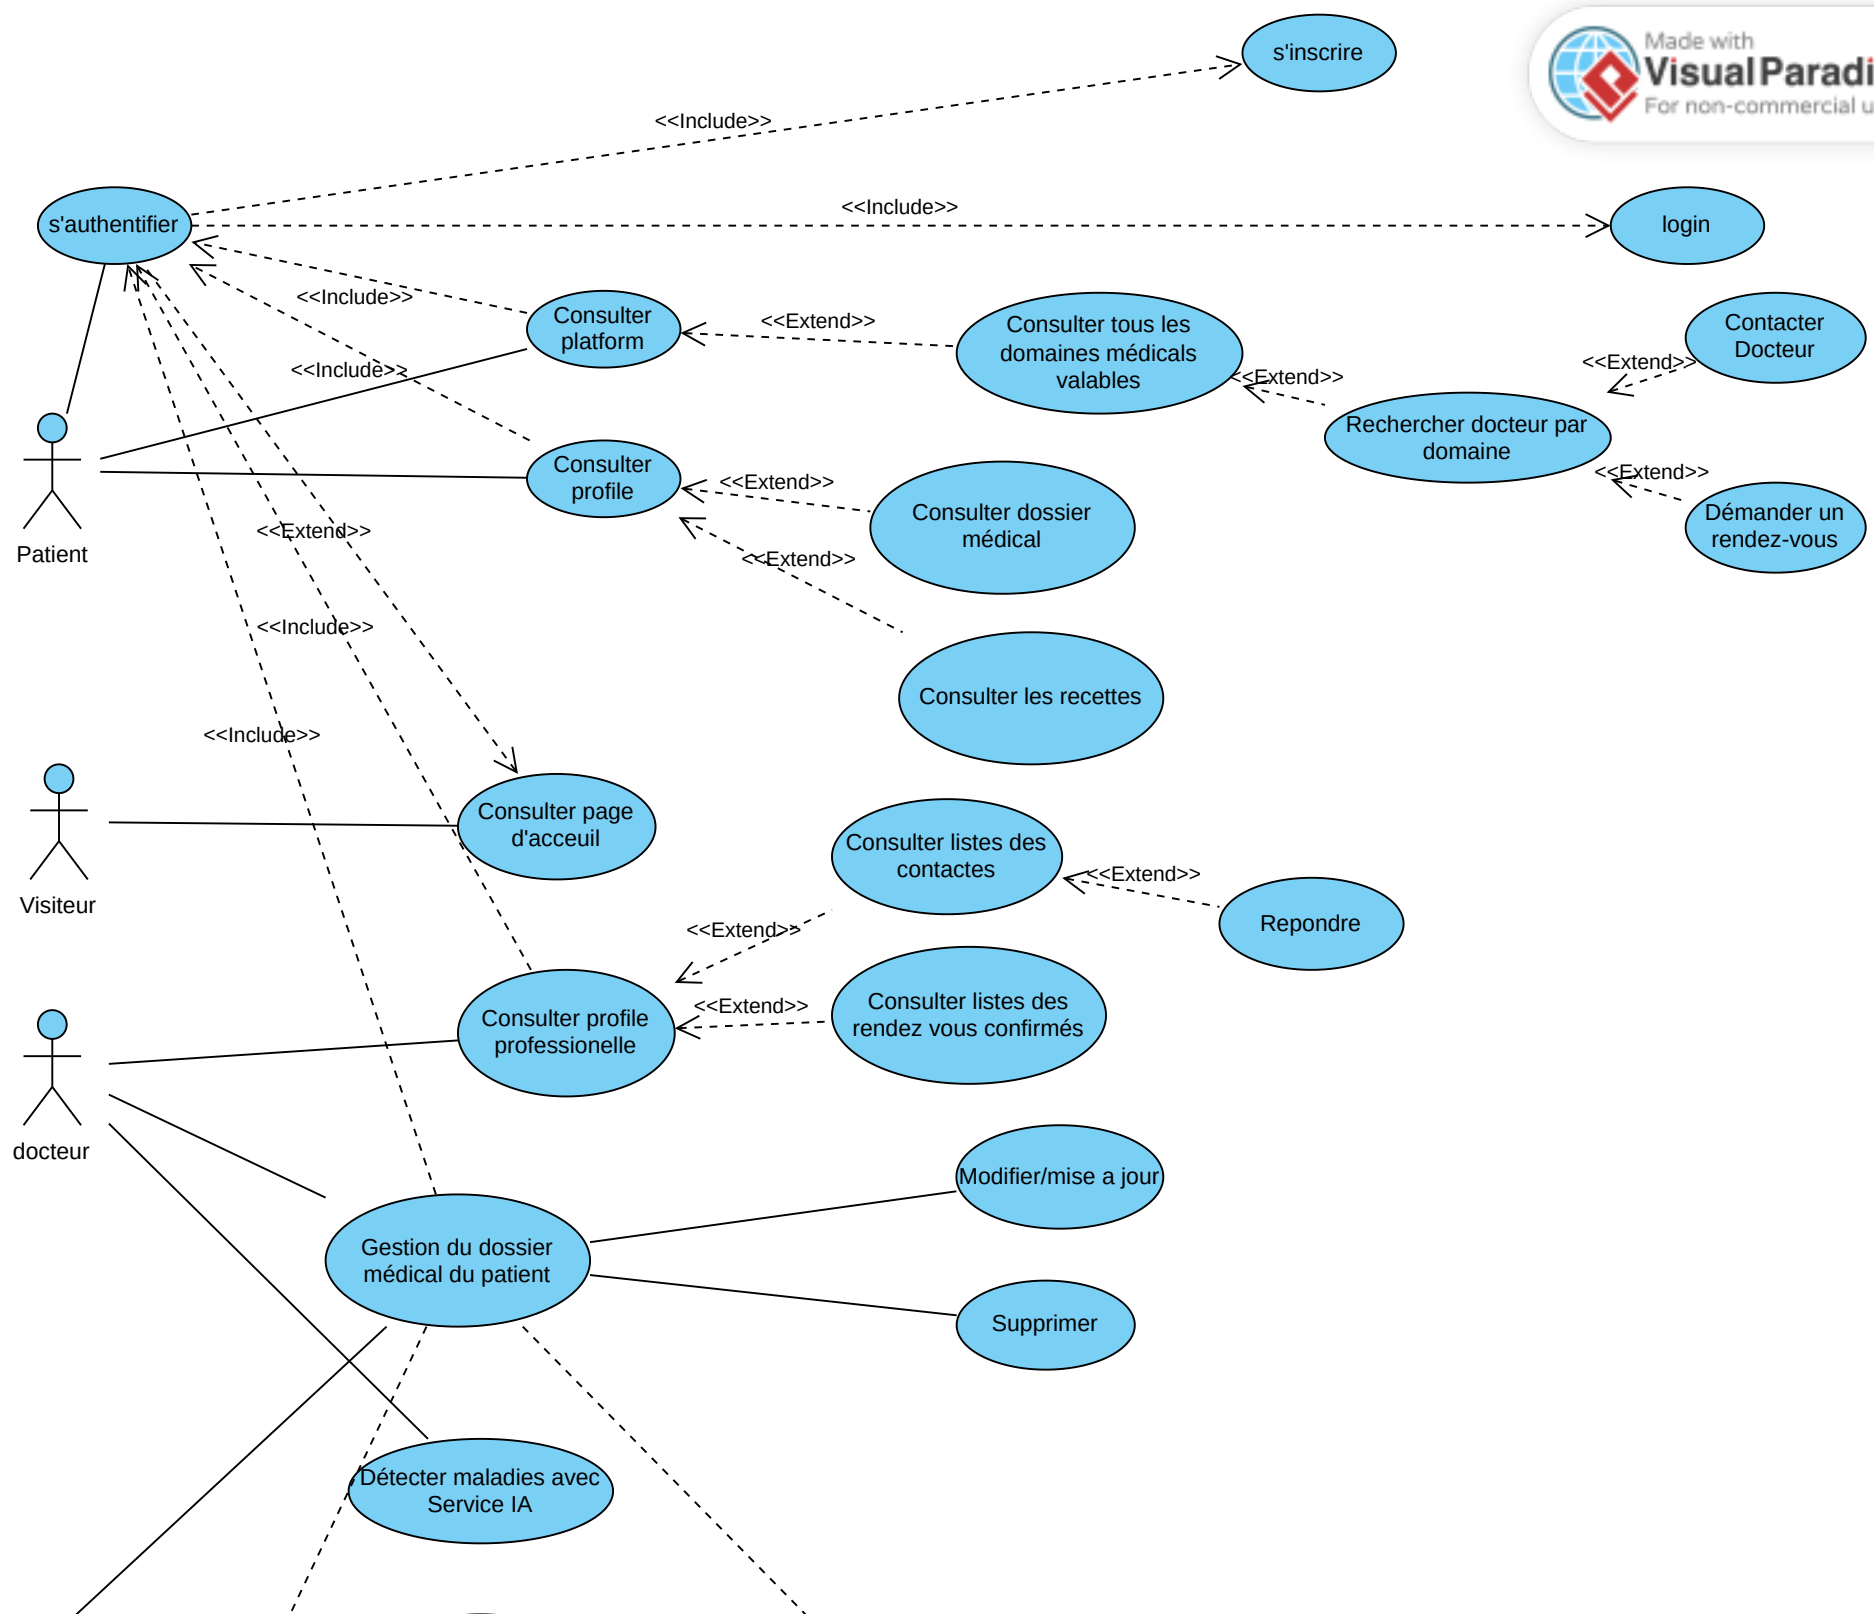 s'inscrire
Made with
Visual Paradi
For non-commercial u
<<Include>>
s'authentifier
<<Include>>
login
<<Include>>
Consulter
platform
<<Extend>>
Consulter tous les
domaines médicals
valables
Contacter
Docteur
<<Extend>>
<<Include>>
<<Extend>>
Rechercher docteur par
domaine
Consulter
profile
<<Extend>>
<<Extend>>
Consulter dossier
médical
Démander un
rendez-vous
Patient
<<Extend>>
<<Extend>>
<<Include>>
Consulter les recettes
<<Include>>
Consulter page
d'acceuil
Consulter listes des
contactes
<<Extend>>
Visiteur
Repondre
<<Extend>>
<<Extend>>
Consulter listes des
rendez vous confirmés
Consulter profile
professionelle
docteur
Modifier/mise a jour
Gestion du dossier
médical du patient
Supprimer
Détecter maladies avec
Service IA